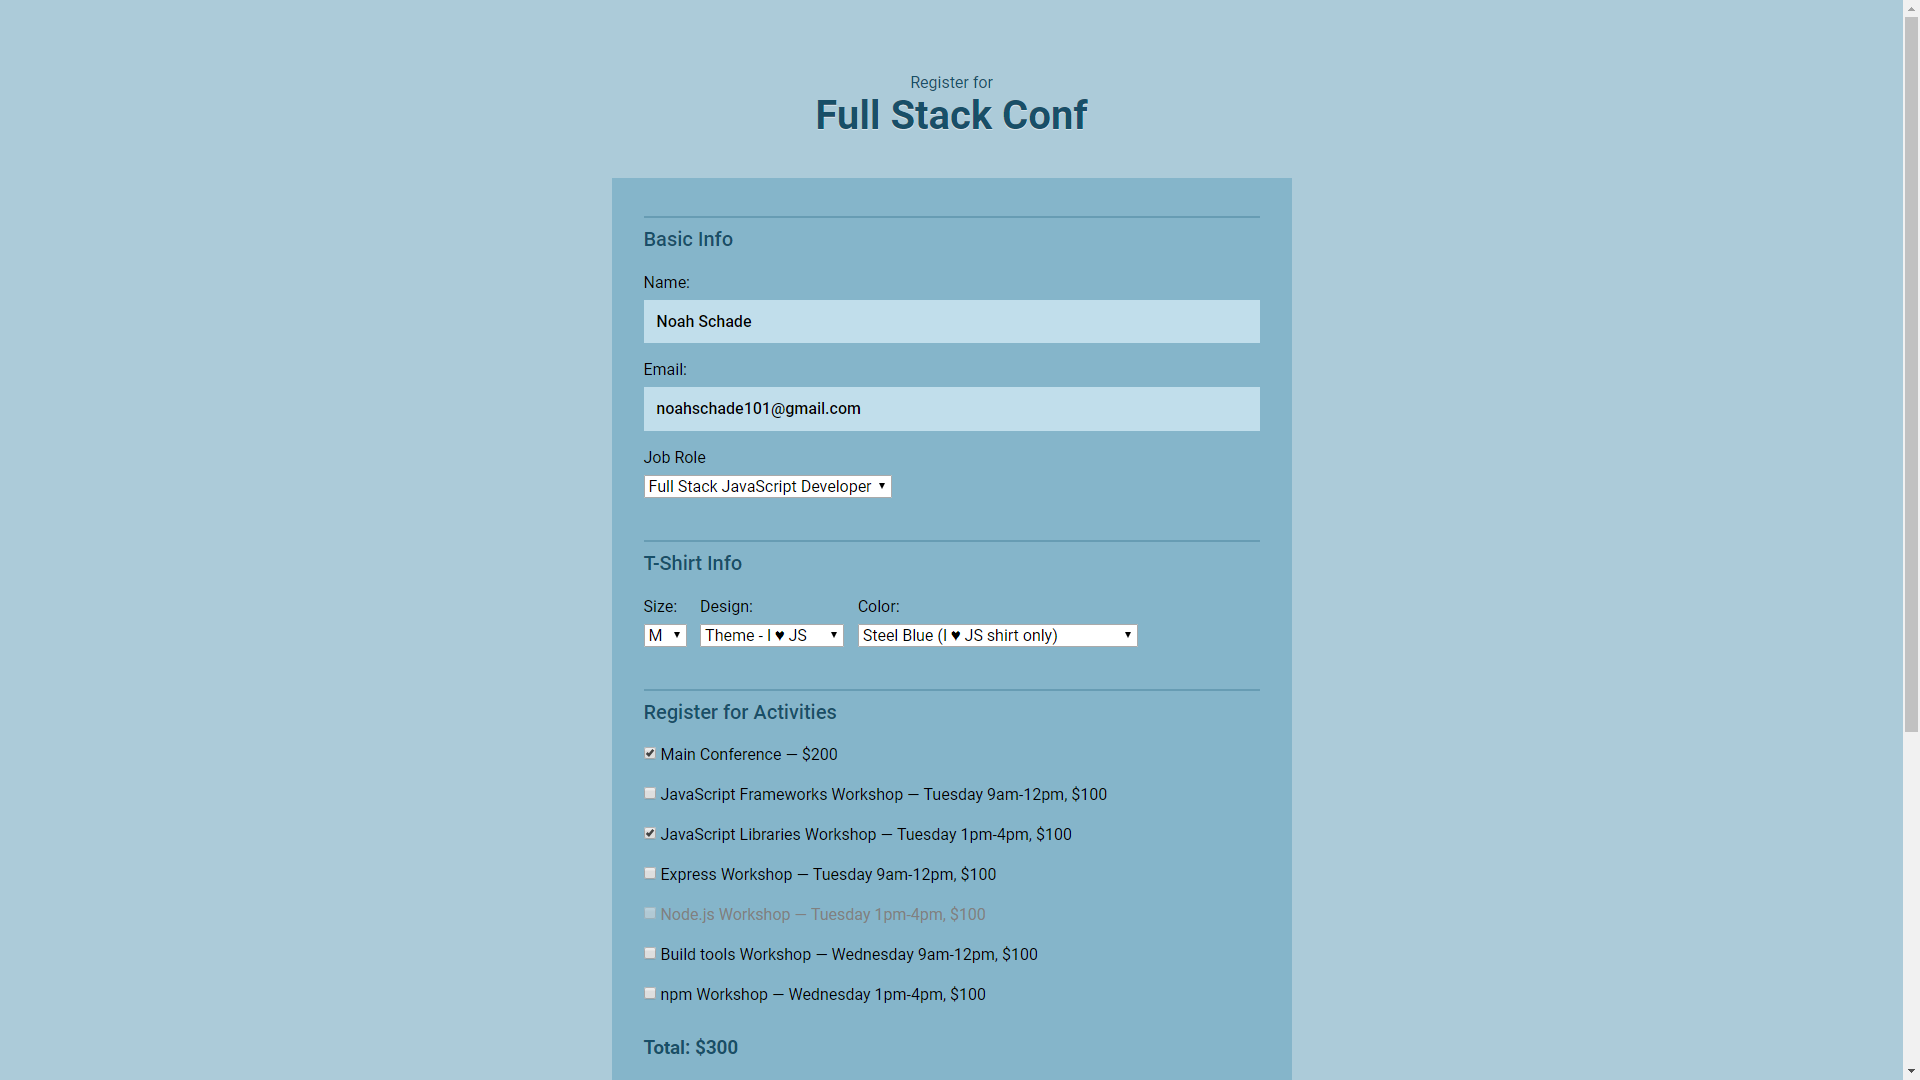 Register for
Full Stack Conf
Basic Info
Name:
Noah Schade
Email:
noahschade101@gmail.com
Job Role
Full Stack JavaScript Developer
T-Shirt Info
Size: Design: Color:
M Theme - I ♥ JS Steel Blue (I ♥ JS shirt only)
Register for Activities
Main Conference — $200
JavaScript Frameworks Workshop — Tuesday 9am-12pm, $100
JavaScript Libraries Workshop — Tuesday 1pm-4pm, $100
Express Workshop — Tuesday 9am-12pm, $100
Node.js Workshop — Tuesday 1pm-4pm, $100
Build tools Workshop — Wednesday 9am-12pm, $100
npm Workshop — Wednesday 1pm-4pm, $100
Total: $300